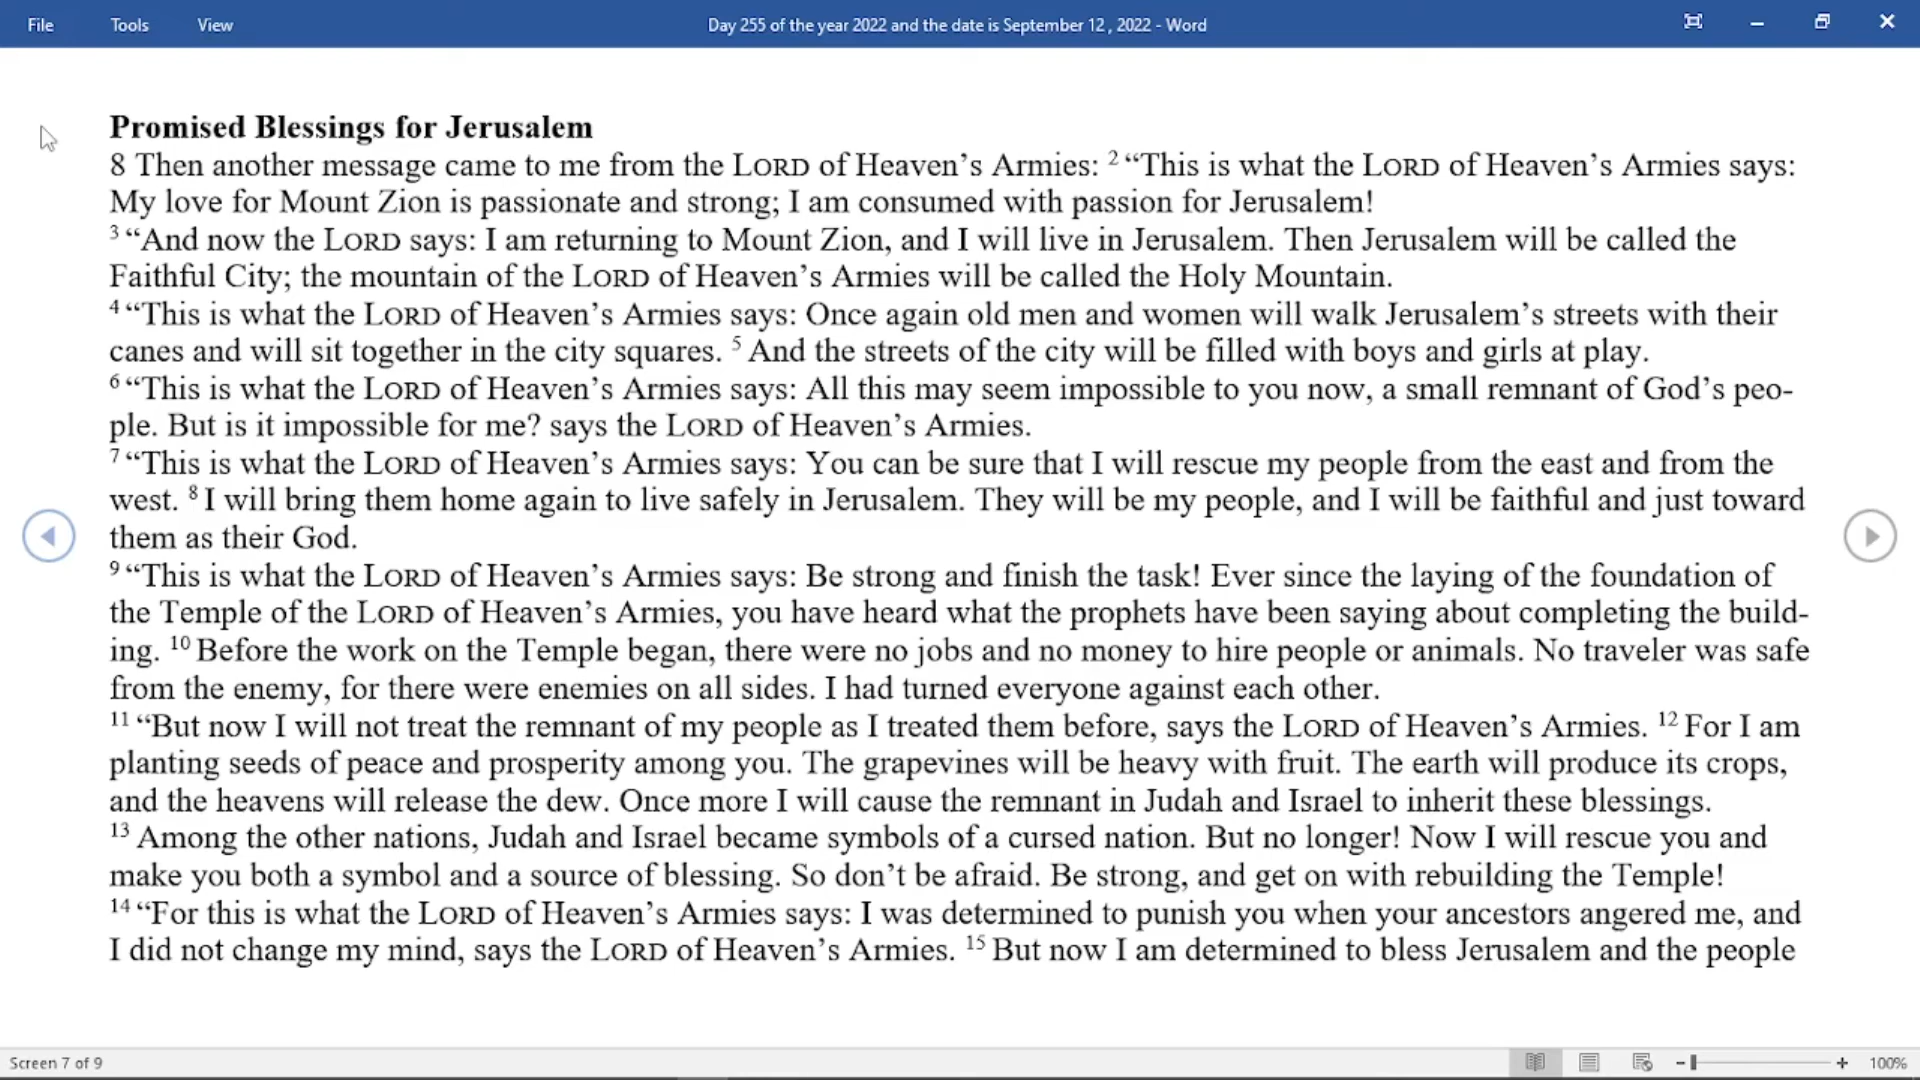 File Tools View Day 255 of the year 2022 and the date is September 12 , 2022 - Word
Promised Blessings for Jerusalem
8 Then another message came to me from the LORD of Heaven’s Armies: 2 “This is what the LORD of Heaven’s Armies says:
My love for Mount Zion is passionate and strong; I am consumed with passion for Jerusalem!
3 “And now the LORD says: I am returning to Mount Zion, and I will live in Jerusalem. Then Jerusalem will be called the
Faithful City; the mountain of the LORD of Heaven’s Armies will be called the Holy Mountain.
4 “This is what the LORD of Heaven’s Armies says: Once again old men and women will walk Jerusalem’s streets with their
canes and will sit together in the city squares. 5 And the streets of the city will be filled with boys and girls at play.
6 “This is what the LORD of Heaven’s Armies says: All this may seem impossible to you now, a small remnant of God’s peo-
ple. But is it impossible for me? says the LORD of Heaven’s Armies.
7 “This is what the LORD of Heaven’s Armies says: You can be sure that I will rescue my people from the east and from the
west. 8 I will bring them home again to live safely in Jerusalem. They will be my people, and I will be faithful and just toward
them as their God.
9 “This is what the LORD of Heaven’s Armies says: Be strong and finish the task! Ever since the laying of the foundation of
the Temple of the LORD of Heaven’s Armies, you have heard what the prophets have been saying about completing the build-
ing. 10 Before the work on the Temple began, there were no jobs and no money to hire people or animals. No traveler was safe
from the enemy, for there were enemies on all sides. I had turned everyone against each other.
11 “But now I will not treat the remnant of my people as I treated them before, says the LORD of Heaven’s Armies. 12 For I am
planting seeds of peace and prosperity among you. The grapevines will be heavy with fruit. The earth will produce its crops,
and the heavens will release the dew. Once more I will cause the remnant in Judah and Israel to inherit these blessings.
13 Among the other nations, Judah and Israel became symbols of a cursed nation. But no longer! Now I will rescue you and
make you both a symbol and a source of blessing. So don’t be afraid. Be strong, and get on with rebuilding the Temple!
14 “For this is what the LORD of Heaven’s Armies says: I was determined to punish you when your ancestors angered me, and
I did not change my mind, says the LORD of Heaven’s Armies. 15 But now I am determined to bless Jerusalem and the people
Screen 7 of 9 100%